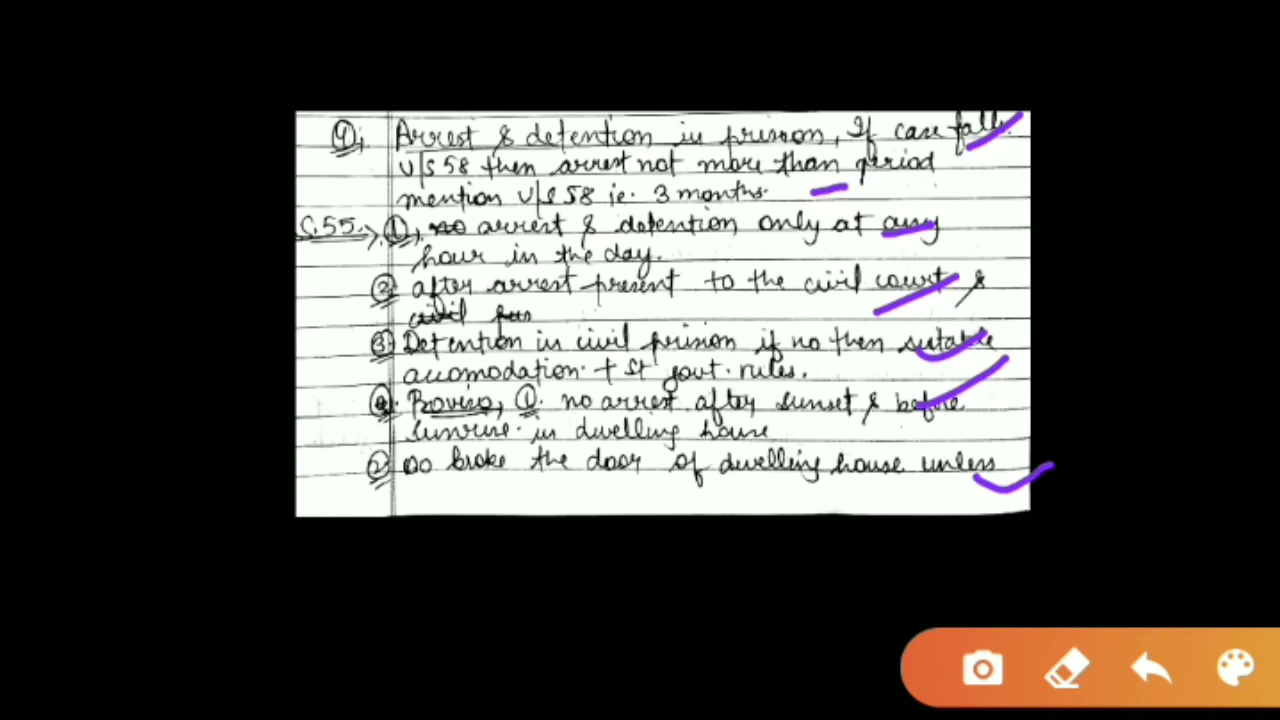 ④, Arrest & detention in prison, If case falls
U/S 58 then arrest not more than period
mention U/S 58 ie. 3 months.
S.55. → ①, no arrest & detention only at any
hour in the day.
② after arrest present to the civil court &
civil
③ Detention in civil prison if no then suitable
accomodation + St govt. rules.
④. Proviso, ①. no arrest after sunset & before
sunrise. in dwelling house
② no broke the door of dwelling house unless